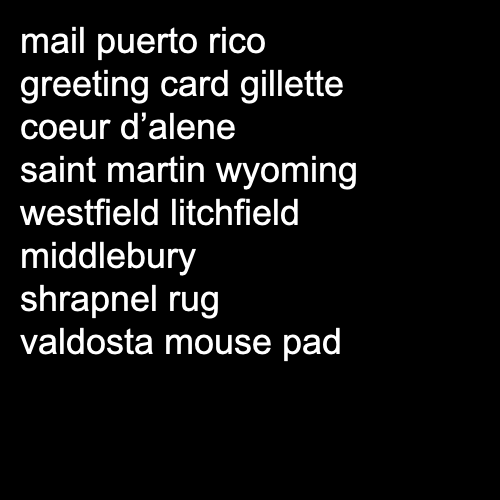 mail puerto rico
greeting card gillette
coeur d’alene
saint martin wyoming
westfield litchfield
middlebury
shrapnel rug
valdosta mouse pad